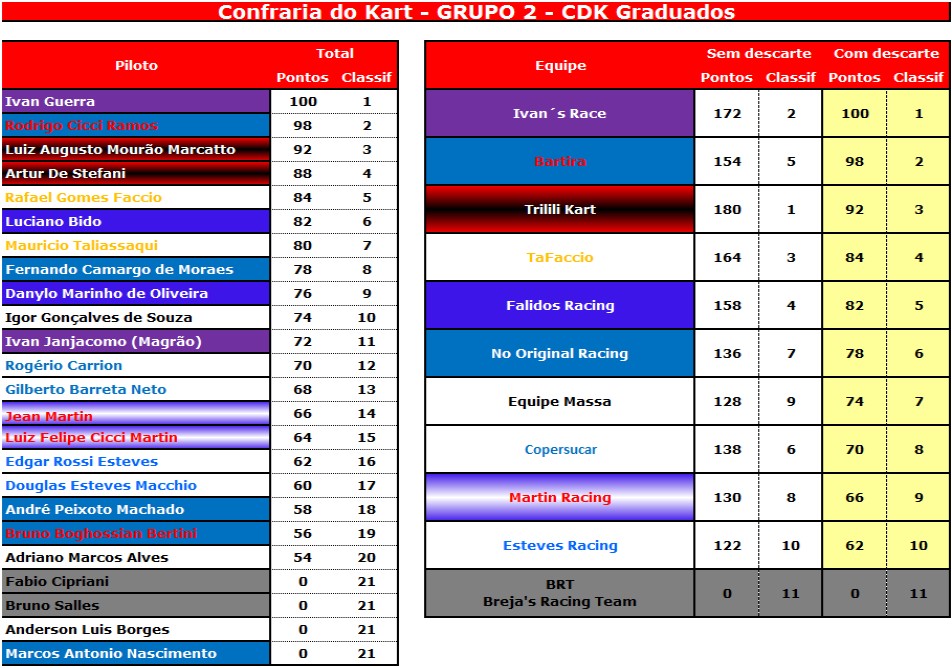 Confraria do Kart - GRUPO 2 - CDK Graduados
Piloto Total
Pontos Classif
Ivan Guerra 100 1
Rodrigo Cicci Ramos 98 2
Luiz Augusto Mourão Marcatto 92 3
Artur De Stefani 88 4
Rafael Gomes Faccio 84 5
Luciano Bido 82 6
Mauricio Taliassaqui 80 7
Fernando Camargo de Moraes 78 8
Danylo Marinho de Oliveira 76 9
Igor Gonçalves de Souza 74 10
Ivan Janjacomo (Magrão) 72 11
Rogério Carrion 70 12
Gilberto Barreta Neto 68 13
Jean Martin 66 14
Luiz Felipe Cicci Martin 64 15
Edgar Rossi Esteves 62 16
Douglas Esteves Macchio 60 17
André Peixoto Machado 58 18
Bruno Boghossian Bertini 56 19
Adriano Marcos Alves 54 20
Fabio Cipriani 0 21
Bruno Salles 0 21
Anderson Luis Borges 0 21
Marcos Antonio Nascimento 0 21
Equipe Sem descarte Com descarte
Pontos Classif Pontos Classif
Ivan´s Race 172 2 100 1
Bartira 154 5 98 2
Trilili Kart 180 1 92 3
TaFaccio 164 3 84 4
Falidos Racing 158 4 82 5
No Original Racing 136 7 78 6
Equipe Massa 128 9 74 7
Copersucar 138 6 70 8
Martin Racing 130 8 66 9
Esteves Racing 122 10 62 10
BRT
Breja's Racing Team 0 11 0 11